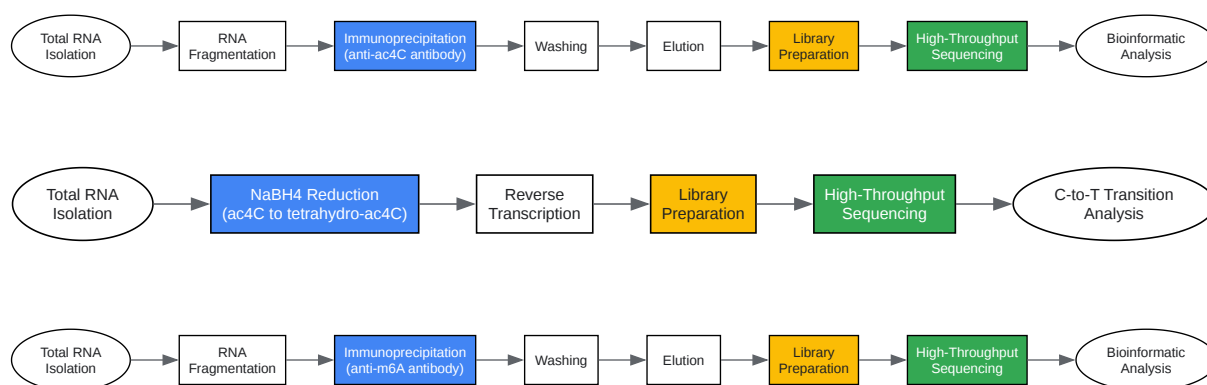 Total RNA
Isolation
RNA
Fragmentation
Immunoprecipitation
(anti-ac4C antibody)
Washing
Elution
Library
Preparation
High-Throughput
Sequencing
Bioinformatic
Analysis
Total RNA
Isolation
NaBH4 Reduction
(ac4C to tetrahydro-ac4C)
Reverse
Transcription
Library
Preparation
High-Throughput
Sequencing
C-to-T Transition
Analysis
Total RNA
Isolation
RNA
Fragmentation
Immunoprecipitation
(anti-m6A antibody)
Washing
Elution
Library
Preparation
High-Throughput
Sequencing
Bioinformatic
Analysis